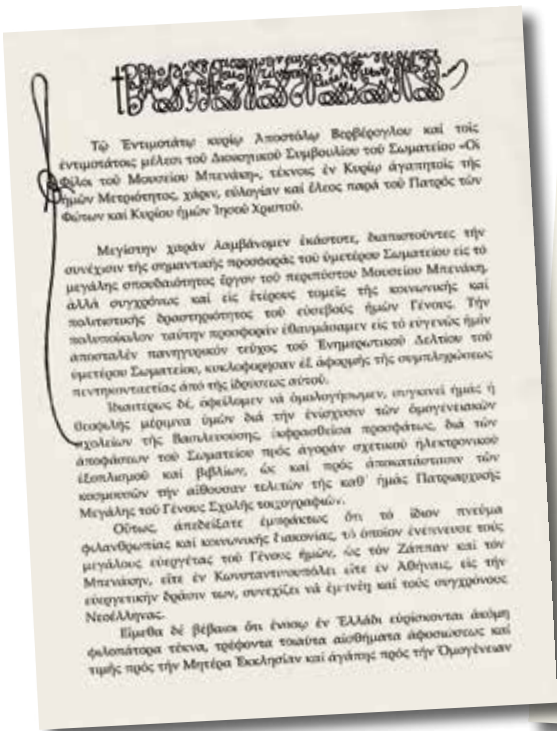 Τῷ Ἐντιμοτάτῳ κυρίῳ Ἀποστόλῳ Βερβέρογλου καὶ τοῖς
ἐντιμοτάτοις μέλεσι τοῦ Διοικητικοῦ Συμβουλίου τοῦ Σωματείου «Οἱ
Φίλοι τοῦ Μουσείου Μπενάκη», τέκνοις ἐν Κυρίῳ ἀγαπητοῖς τῆς
ἡμῶν Μετριότητος, χάριν, εὐλογίαν καὶ ἔλεος παρὰ τοῦ Πατρὸς τῶν
Φώτων καὶ Κυρίου ἡμῶν Ἰησοῦ Χριστοῦ.
Μεγίστην χαρὰν λαμβάνομεν ἑκάστοτε, διαπιστοῦντες τὴν
συνέχισιν τῆς σημαντικῆς προσφορᾶς τοῦ ὑμετέρου Σωματείου εἰς τὸ
μεγάλης σπουδαιότητος ἔργον τοῦ περιπύστου Μουσείου Μπενάκη,
ἀλλὰ συγχρόνως καὶ εἰς ἑτέρους τομεῖς τῆς κοινωνικῆς καὶ
πολιτιστικῆς δραστηριότητος τοῦ εὐσεβοῦς ἡμῶν Γένους. Τὴν
πολυποίκιλον ταύτην προσφορὰν ἐθαυμάσαμεν εἰς τὸ εὐγενῶς ἡμῖν
ἀποσταλὲν πανηγυρικὸν τεῦχος τοῦ Ἐνημερωτικοῦ Δελτίου τοῦ
ὑμετέρου Σωματείου, κυκλοφορῆσαν ἐξ ἀφορμῆς τῆς συμπληρώσεως
πεντηκονταετίας ἀπὸ τῆς ἱδρύσεως αὐτοῦ.
Ἰδιαιτέρως δέ, ὀφείλομεν νὰ ὁμολογήσωμεν, συγκινεῖ ἡμᾶς ἡ
θεοφιλὴς μέριμνα ὑμῶν διὰ τὴν ἐνίσχυσιν τῶν ὁμογενειακῶν
σχολείων τῆς Βασιλευούσης, ἐκφρασθεῖσα προσφάτως, διὰ τῶν
ἀποφάσεων τοῦ Σωματείου πρὸς ἀγορὰν σχετικοῦ ἠλεκτρονικοῦ
ἐξοπλισμοῦ καὶ βιβλίων, ὡς καὶ πρὸς ἀποκατάστασιν τῶν
κοσμουσῶν τὴν αἴθουσαν τελετῶν τῆς καθ' ἡμᾶς Πατριαρχικῆς
Μεγάλης τοῦ Γένους Σχολῆς τοιχογραφιῶν.
Οὕτως, ἀπεδείξατε ἐμπράκτως ὅτι τὸ ἴδιον πνεῦμα
φιλανθρωπίας καὶ κοινωνικῆς διακονίας, τὸ ὁποῖον ἐνέπνευσε τοὺς
μεγάλους εὐεργέτας τοῦ Γένους ἡμῶν, ὡς τὸν Ζάππαν καὶ τὸν
Μπενάκην, εἴτε ἐν Κωνσταντινουπόλει εἴτε ἐν Ἀθήναις, εἰς τὴν
εὐεργετικὴν δρᾶσιν των, συνεχίζει νὰ ἐμπνέῃ καὶ τοὺς συγχρόνους
Νεοέλληνας.
Εἴμεθα δὲ βέβαιοι ὅτι ἐνόσῳ ἐν Ἑλλάδι εὑρίσκονται ἀκόμη
φιλοπάτορα τέκνα, τρέφοντα τοιαῦτα αἰσθήματα ἀφοσιώσεως καὶ
τιμῆς πρὸς τὴν Μητέρα Ἐκκλησίαν καὶ ἀγάπης πρὸς τὴν Ὁμογένειαν